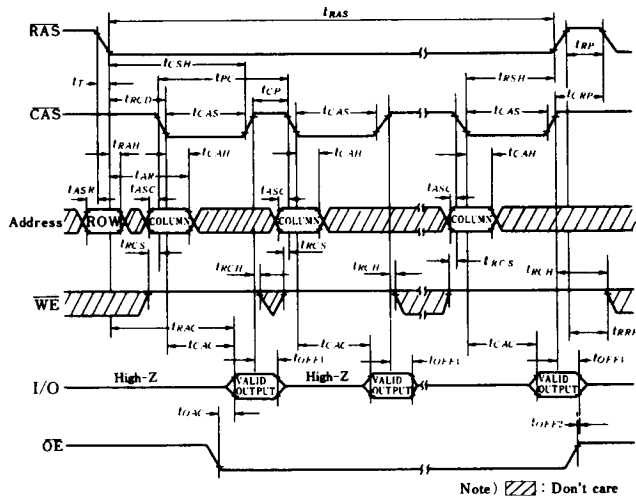 tRAS
RAS
tCSH
tRP
tPC
tRSH
tT
tRCD
tCP
tCRP
CAS
tCAS
tCAS
tCAS
tRAH
tCAH
tCAH
tCAH
tAR
tASR
tASC
tASC
tASC
Address
ROW
COLUMN
COLUMN
COLUMN
tRCS
tRCS
tRCS
tRCH
tRCH
tRCH
WE
tRAC
tRRH
tCAC
tCAC
tCAC
tOFF1
tOFF1
tOFF1
I/O
High-Z
VALID OUTPUT
High-Z
VALID OUTPUT
VALID OUTPUT
tOAC
tOFF2
OE
Note) : Don't care